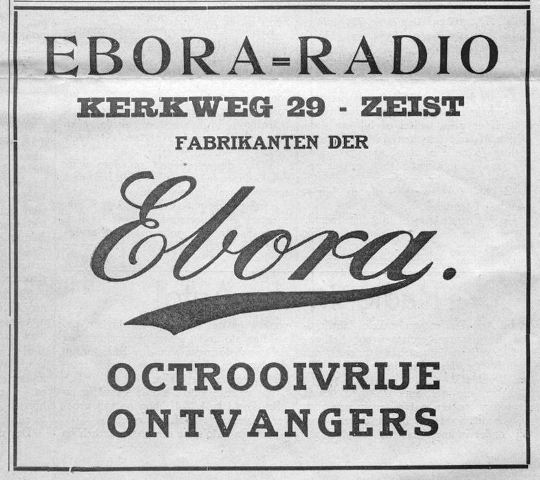 EBORA=RADIO
KERKWEG 29 - ZEIST
FABRIKANTEN DER
Ebora.
OCTROOIVRIJE
ONTVANGERS